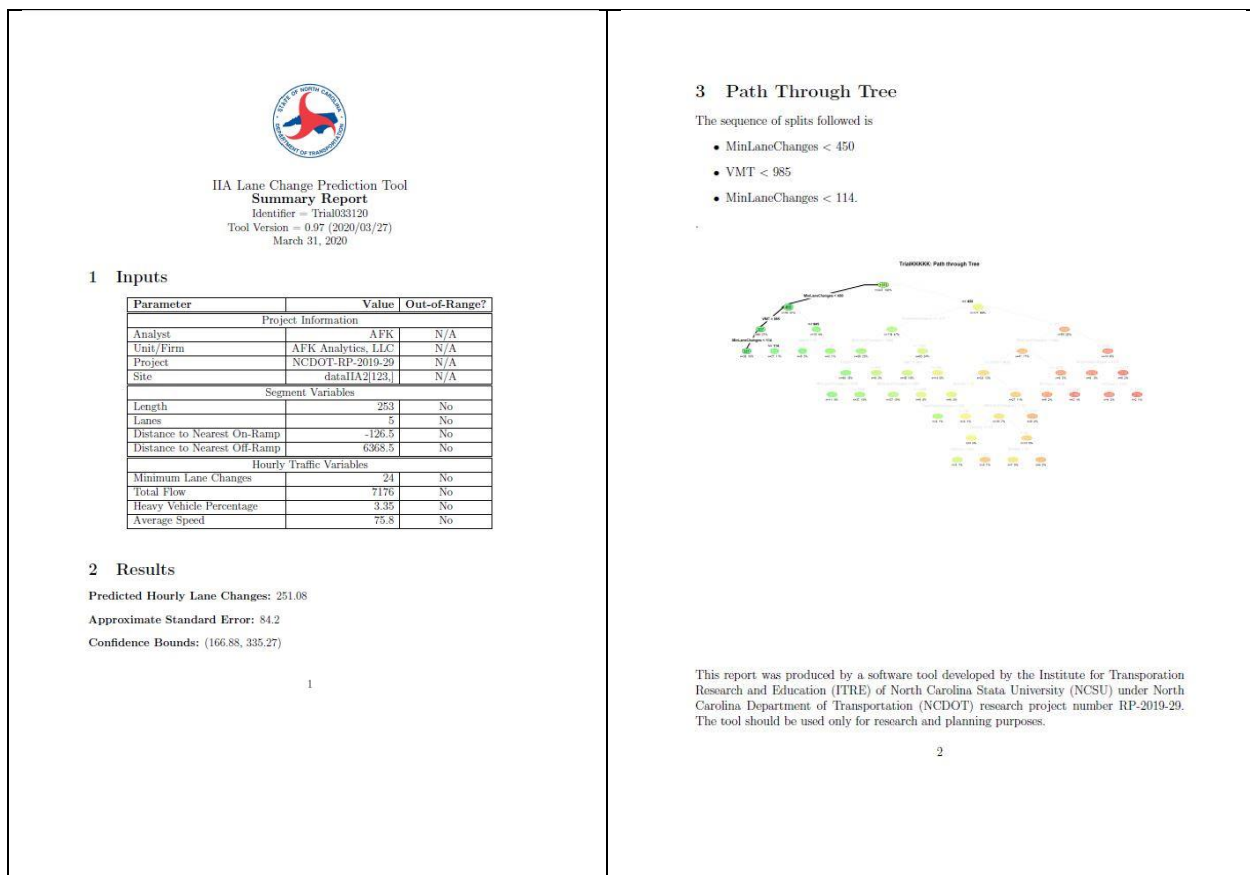 STATE OF NORTH CAROLINA
DEPARTMENT OF TRANSPORTATION
IIA Lane Change Prediction Tool
Summary Report
Identifier = Trial033120
Tool Version = 0.97 (2020/03/27)
March 31, 2020
1 Inputs
Parameter Value Out-of-Range?
Project Information
Analyst AFK N/A
Unit/Firm AFK Analytics, LLC N/A
Project NCDOT-RP-2019-29 N/A
Site dataIIA2[123,] N/A
Segment Variables
Length 253 No
Lanes 5 No
Distance to Nearest On-Ramp -126.5 No
Distance to Nearest Off-Ramp 6368.5 No
Hourly Traffic Variables
Minimum Lane Changes 24 No
Total Flow 7176 No
Heavy Vehicle Percentage 3.35 No
Average Speed 75.8 No
2 Results
Predicted Hourly Lane Changes: 251.08
Approximate Standard Error: 84.2
Confidence Bounds: (166.88, 335.27)
1
3 Path Through Tree
The sequence of splits followed is
• MinLaneChanges < 450
• VMT < 985
• MinLaneChanges < 114.
.
Path through Tree
MinLaneChanges < 450
>= 450
VMT < 985
MinLaneChanges < 114
This report was produced by a software tool developed by the Institute for Transporation
Research and Education (ITRE) of North Carolina Stata University (NCSU) under North
Carolina Department of Transportation (NCDOT) research project number RP-2019-29.
The tool should be used only for research and planning purposes.
2